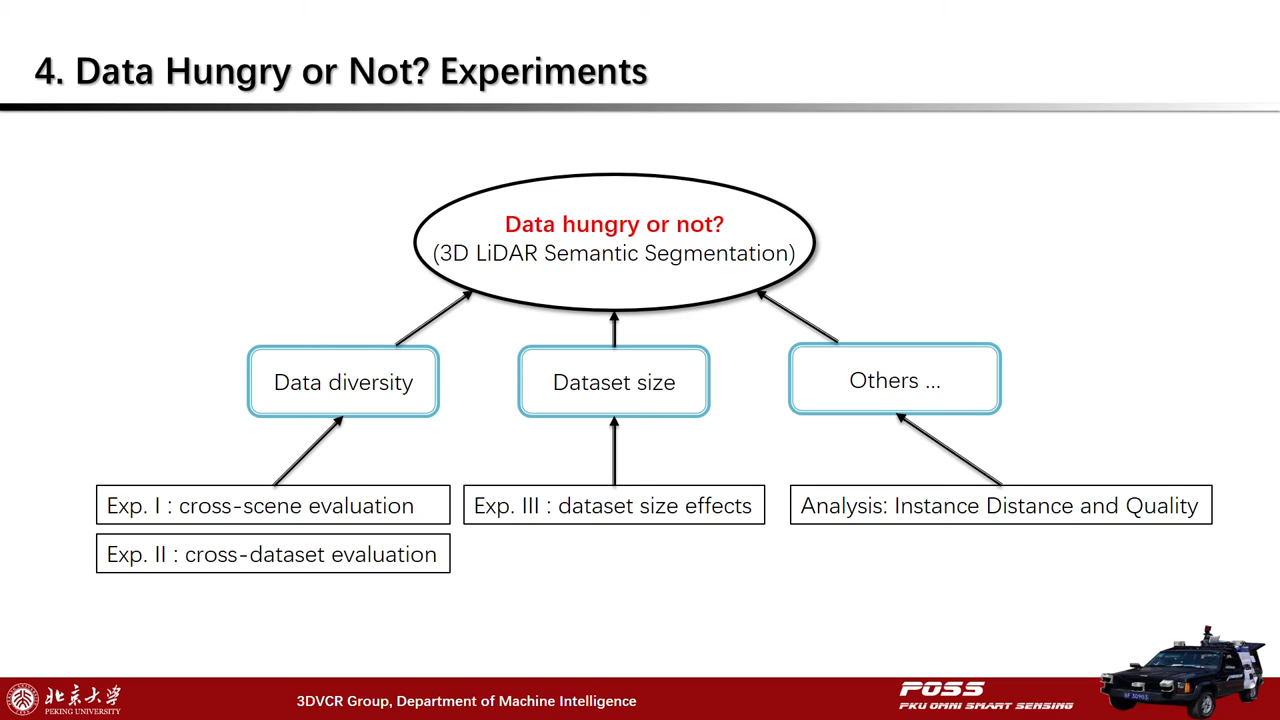 4. Data Hungry or Not? Experiments
Data hungry or not?
(3D LiDAR Semantic Segmentation)
Data diversity
Dataset size
Others ...
Exp. I : cross-scene evaluation
Exp. III : dataset size effects
Analysis: Instance Distance and Quality
Exp. II : cross-dataset evaluation
北京大学
PEKING UNIVERSITY
3DVCR Group, Department of Machine Intelligence
POSS
PKU OMNI SMART SENSING